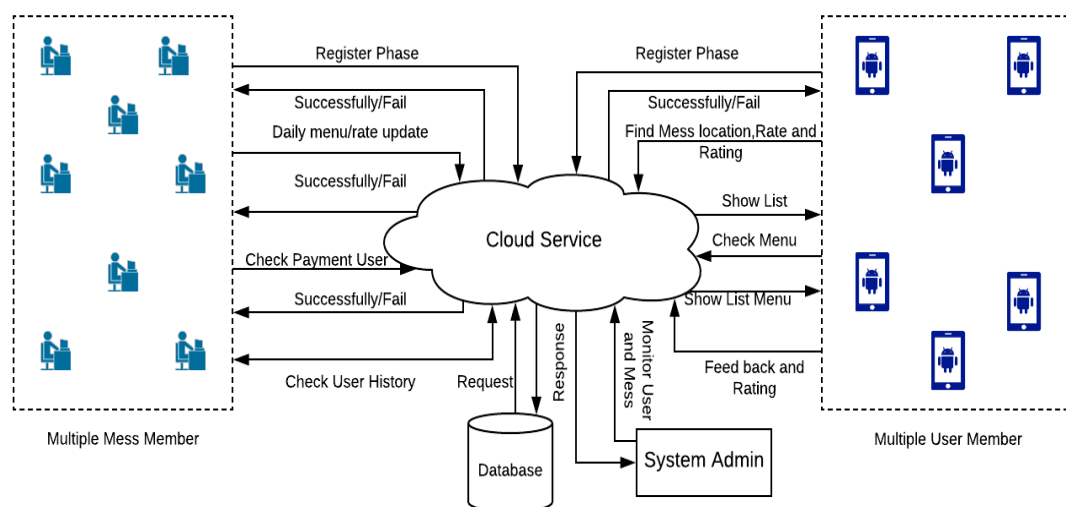 Register Phase
Successfully/Fail
Daily menu/rate update
Successfully/Fail
Check Payment User
Successfully/Fail
Check User History
Multiple Mess Member
Cloud Service
Request
Response
Monitor User
and Mess
Database
System Admin
Register Phase
Successfully/Fail
Find Mess location,Rate and
Rating
Show List
Check Menu
Show List Menu
Feed back and
Rating
Multiple User Member